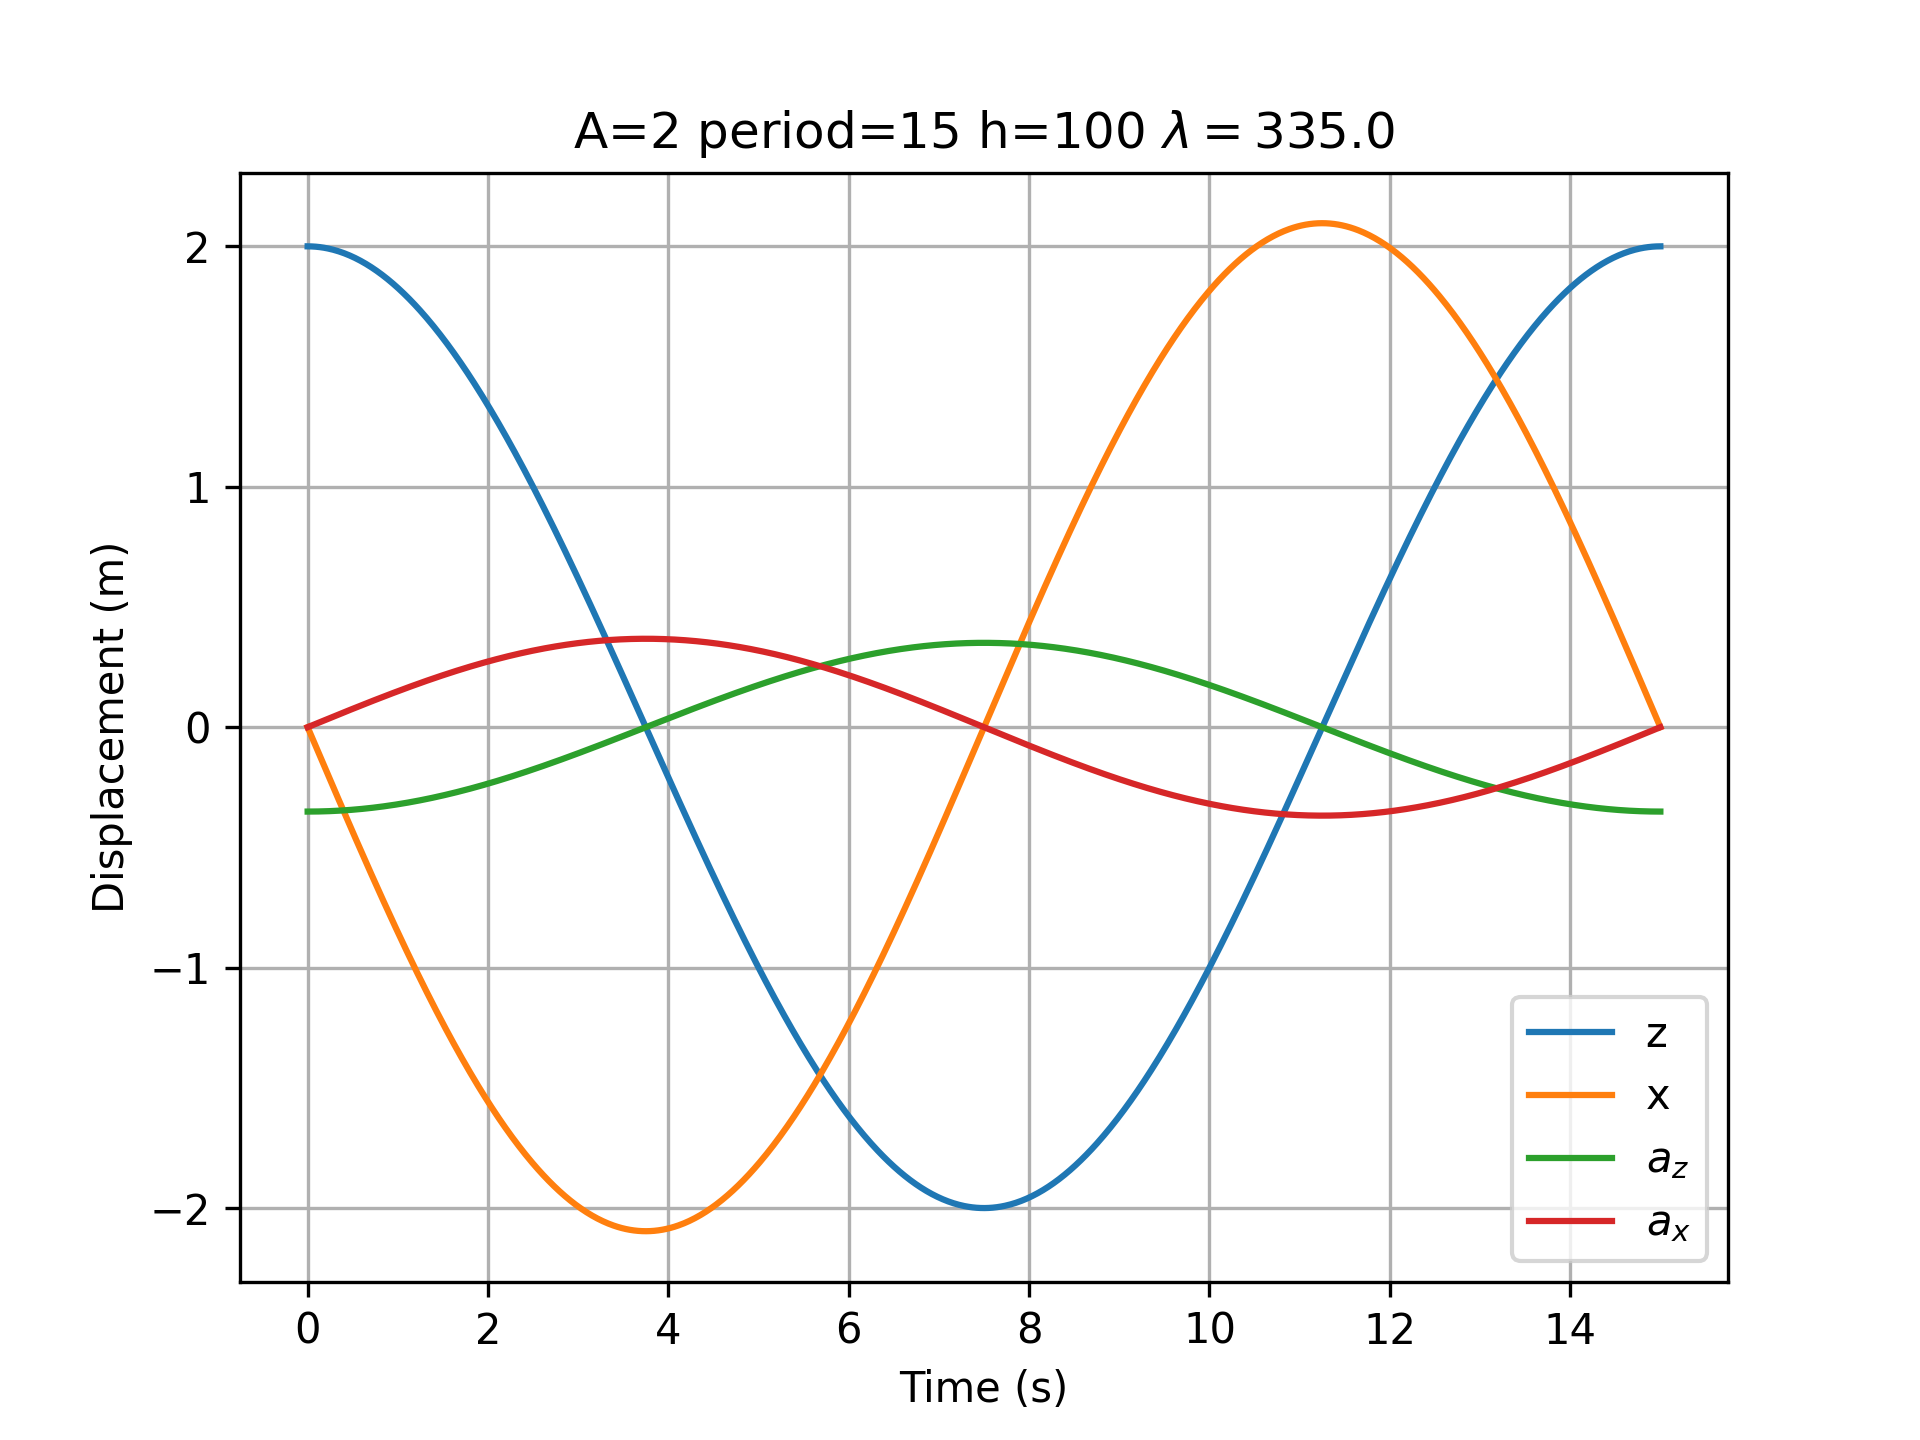 A=2 period=15 h=100 λ = 335.0
Displacement (m)
2
1
0
−1
−2
0 2 4 6 8 10 12 14
Time (s)
z
x
a_z
a_x